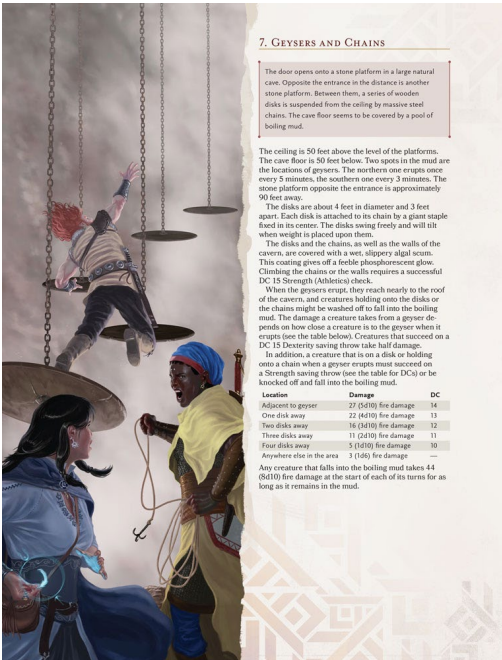 7. Geysers and Chains
The door opens onto a stone platform in a large natural
cave. Opposite the entrance in the distance is another
stone platform. Between them, a series of wooden
disks is suspended from the ceiling by massive steel
chains. The cave floor seems to be covered by a pool of
boiling mud.
The ceiling is 50 feet above the level of the platforms.
The cave floor is 50 feet below. Two spots in the mud are
the locations of geysers. The northern one erupts once
every 5 minutes, the southern one every 3 minutes. The
stone platform opposite the entrance is approximately
90 feet away.
The disks are about 4 feet in diameter and 3 feet
apart. Each disk is attached to its chain by a giant staple
fixed in its center. The disks swing freely and will tilt
when weight is placed upon them.
The disks and the chains, as well as the walls of the
cavern, are covered with a wet, slippery algal scum.
This coating gives off a feeble phosphorescent glow.
Climbing the chains or the walls requires a successful
DC 15 Strength (Athletics) check.
When the geysers erupt, they reach nearly to the roof
of the cavern, and creatures holding onto the disks or
the chains might be washed off to fall into the boiling
mud. The damage a creature takes from a geyser de-
pends on how close a creature is to the geyser when it
erupts (see the table below). Creatures that succeed on a
DC 15 Dexterity saving throw take half damage.
In addition, a creature that is on a disk or holding
onto a chain when a geyser erupts must succeed on
a Strength saving throw (see the table for DCs) or be
knocked off and fall into the boiling mud.
Location Damage DC
Adjacent to geyser 27 (5d10) fire damage 14
One disk away 22 (4d10) fire damage 13
Two disks away 16 (3d10) fire damage 12
Three disks away 11 (2d10) fire damage 11
Four disks away 5 (1d10) fire damage 10
Anywhere else in the area 3 (1d6) fire damage —
Any creature that falls into the boiling mud takes 44
(8d10) fire damage at the start of each of its turns for as
long as it remains in the mud.